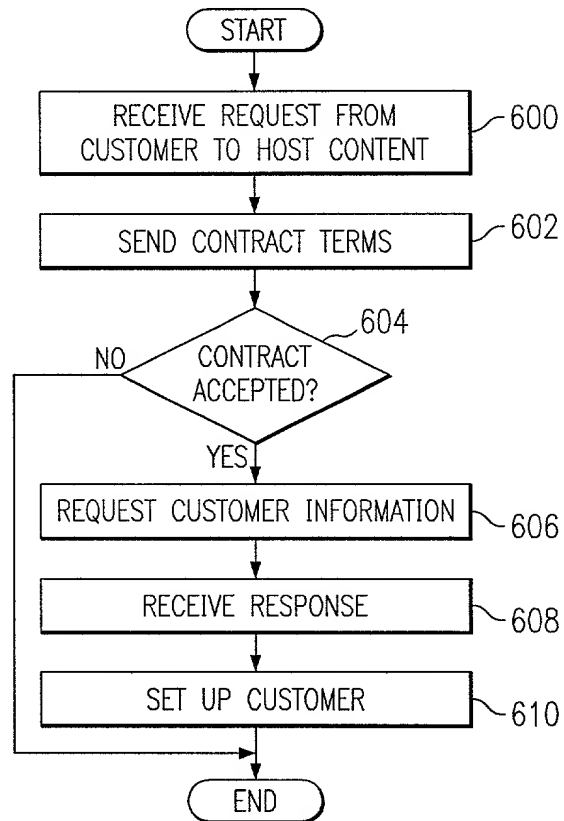 START
RECEIVE REQUEST FROM
CUSTOMER TO HOST CONTENT
600
SEND CONTRACT TERMS
602
604
CONTRACT
ACCEPTED?
NO
YES
REQUEST CUSTOMER INFORMATION
606
RECEIVE RESPONSE
608
SET UP CUSTOMER
610
END